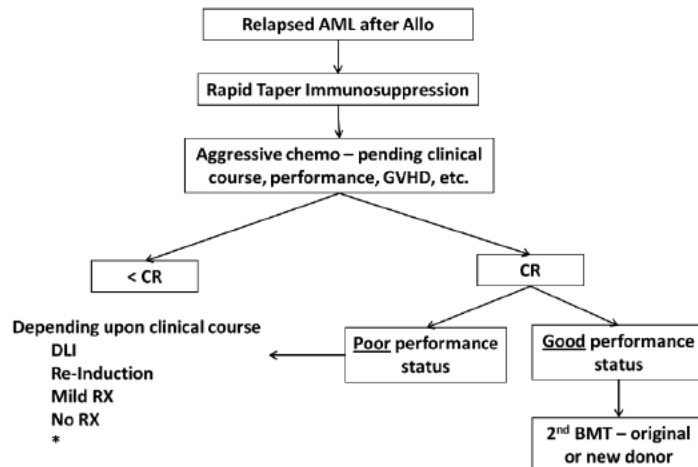 Relapsed AML after Allo
Rapid Taper Immunosuppression
Aggressive chemo – pending clinical
course, performance, GVHD, etc.
< CR
CR
Depending upon clinical course
DLI
Re-Induction
Mild RX
No RX
*
Poor performance
status
Good performance
status
2nd BMT – original
or new donor